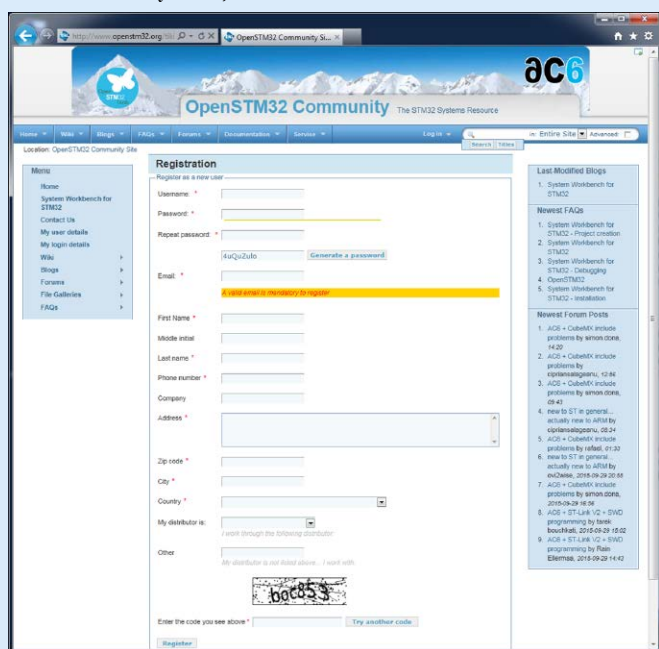 http://www.openstm32.org/tiki
OpenSTM32 Community Si...
STM32
ac6
OpenSTM32 Community The STM32 Systems Resource
Home Wiki Blogs FAQs Forums Documentation Service Log in in: Entire Site Advanced:
Search Titles
Location: OpenSTM32 Community Site
Menu
Home
System Workbench for
STM32
Contact Us
My user details
My login details
Wiki
Blogs
Forums
File Galleries
FAQs
Registration
Register as a new user
Username: *
Password: *
Repeat password: *
4uQuZulo Generate a password
Email: *
A valid email is mandatory to register
First Name *
Middle initial
Last name *
Phone number *
Company
Address *
Zip code *
City *
Country *
My distributor is:
I work through the following distributor.
Other
My distributor is not listed above... I work with.
Enter the code you see above * Try another code
Register
Last Modified Blogs
1. System Workbench for
STM32
Newest FAQs
1. System Workbench for
STM32 - Project creation
2. System Workbench for
STM32
3. System Workbench for
STM32 - Debugging
4. OpenSTM32
5. System Workbench for
STM32 - Installation
Newest Forum Posts
1. AC6 + CubeMX include
problems by simon.dona,
14:20
2. AC6 + CubeMX include
problems by
ciprianselageanu, 12:56
3. AC6 + CubeMX include
problems by simon.dona,
09:43
4. new to ST in general...
actually new to ARM by
5. AC6 + CubeMX include
problems by rafael, 01:33
6. new to ST in general...
actually new to ARM by
ovi2wise, 2015-09-29 20:58
7. AC6 + CubeMX include
problems by simon.dona,
2015-09-29 16:56
8. AC6 + ST-Link V2 + SWD
programming by tarek
bouchkati, 2015-09-29 15:02
9. AC6 + ST-Link V2 + SWD
programming by Rain
Ellermaa, 2015-09-29 14:43